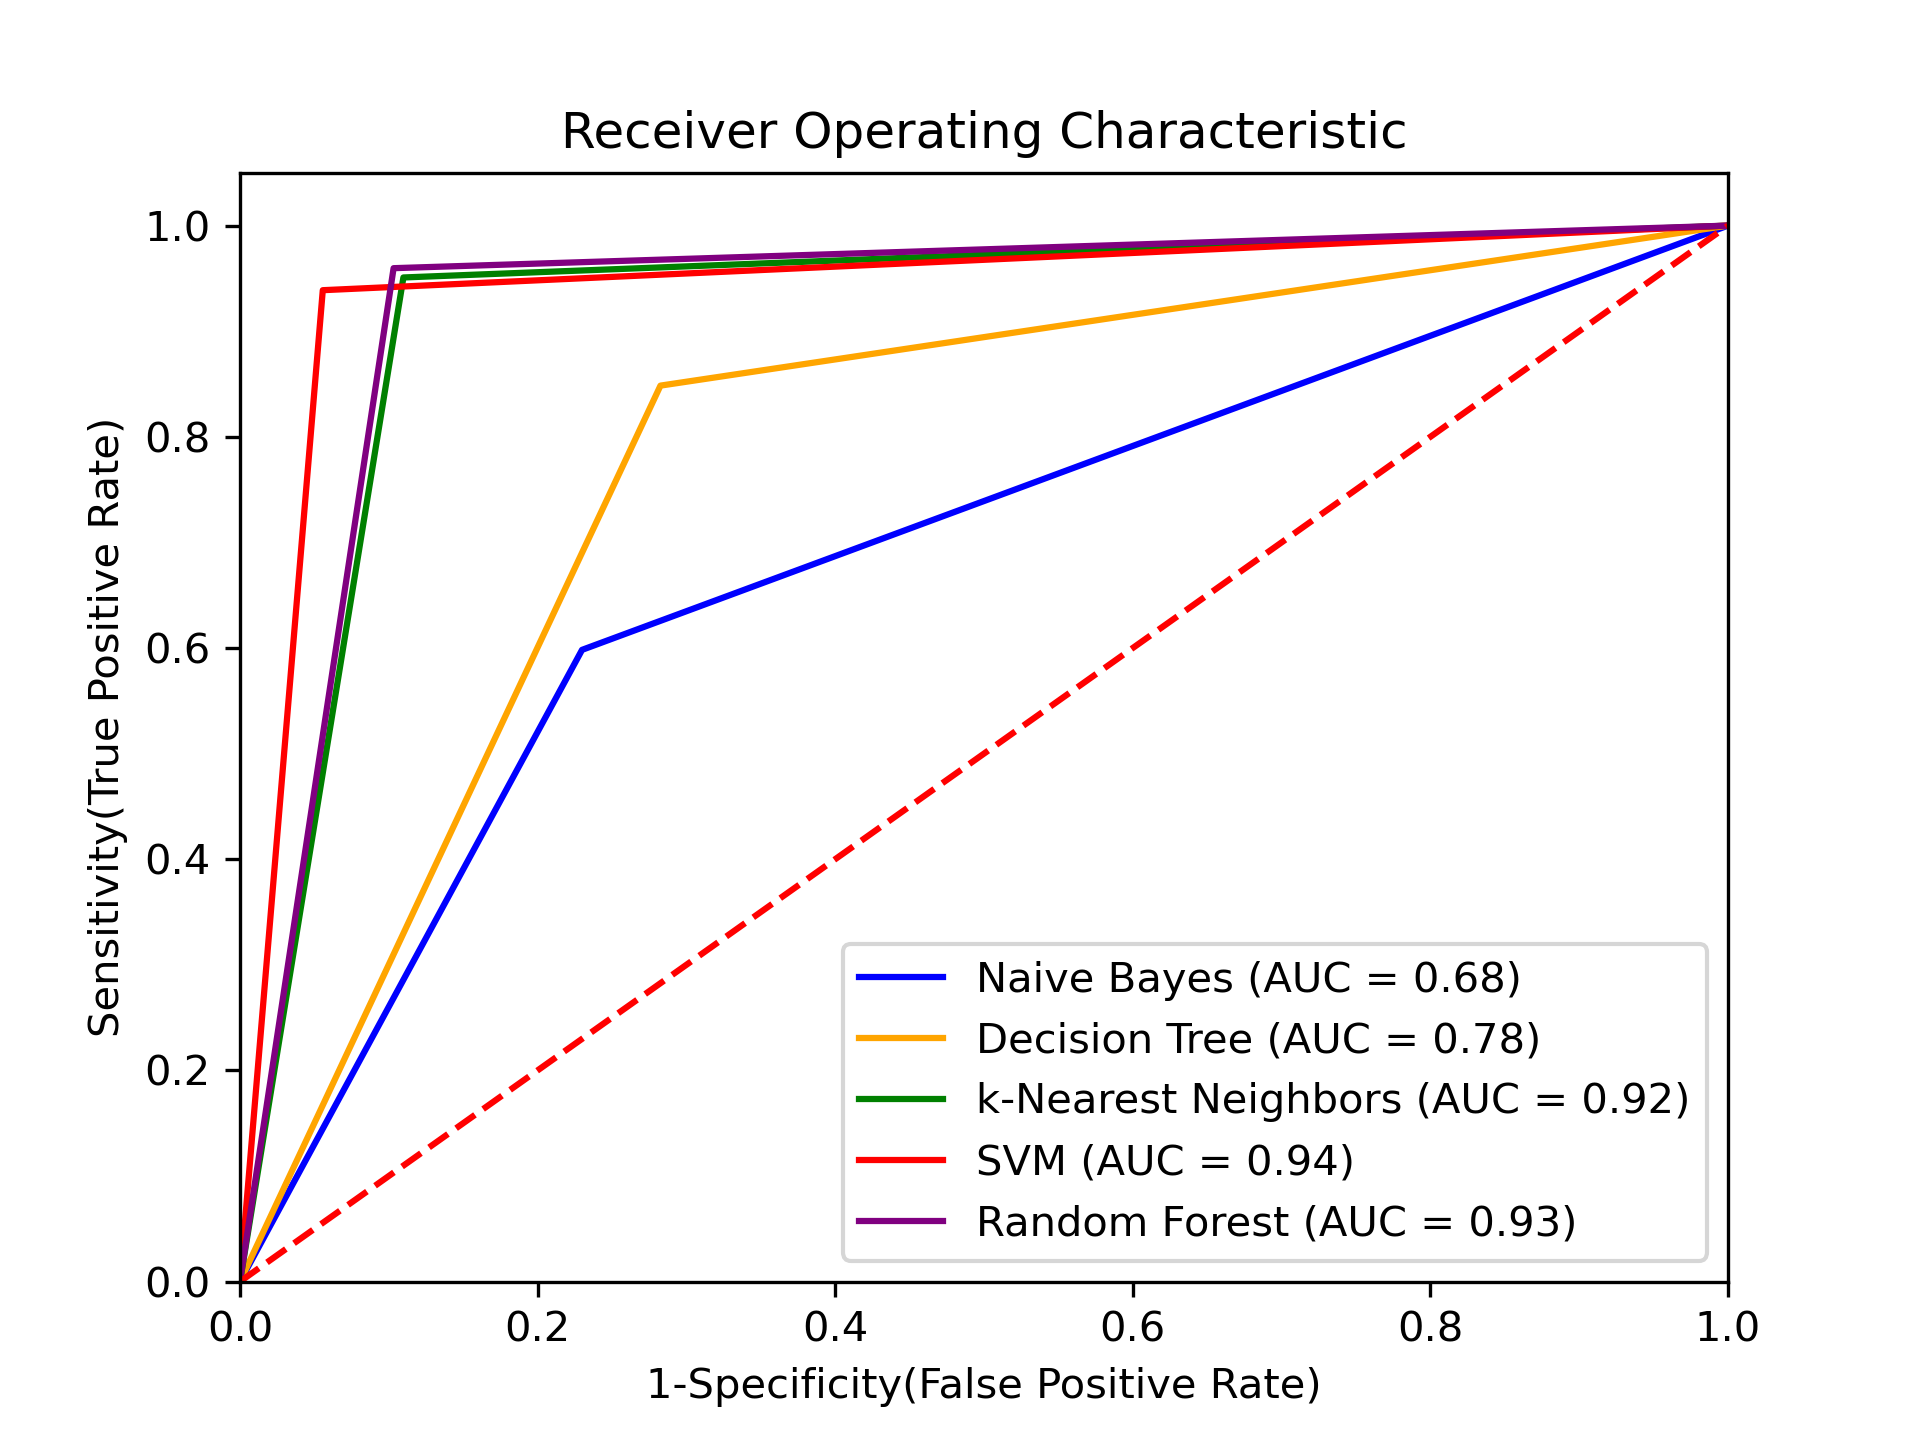 Receiver Operating Characteristic
1.0
0.8
0.6
0.4
0.2
0.0
Sensitivity(True Positive Rate)
Naive Bayes (AUC = 0.68)
Decision Tree (AUC = 0.78)
k-Nearest Neighbors (AUC = 0.92)
SVM (AUC = 0.94)
Random Forest (AUC = 0.93)
0.0 0.2 0.4 0.6 0.8 1.0
1-Specificity(False Positive Rate)